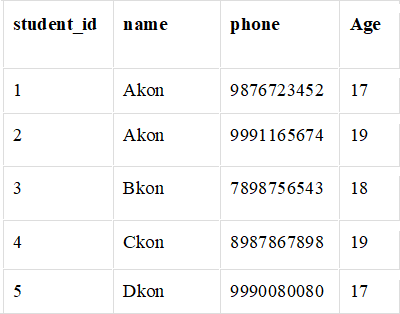 student_id name phone Age
1 Akon 9876723452 17
2 Akon 9991165674 19
3 Bkon 7898756543 18
4 Ckon 8987867898 19
5 Dkon 9990080080 17